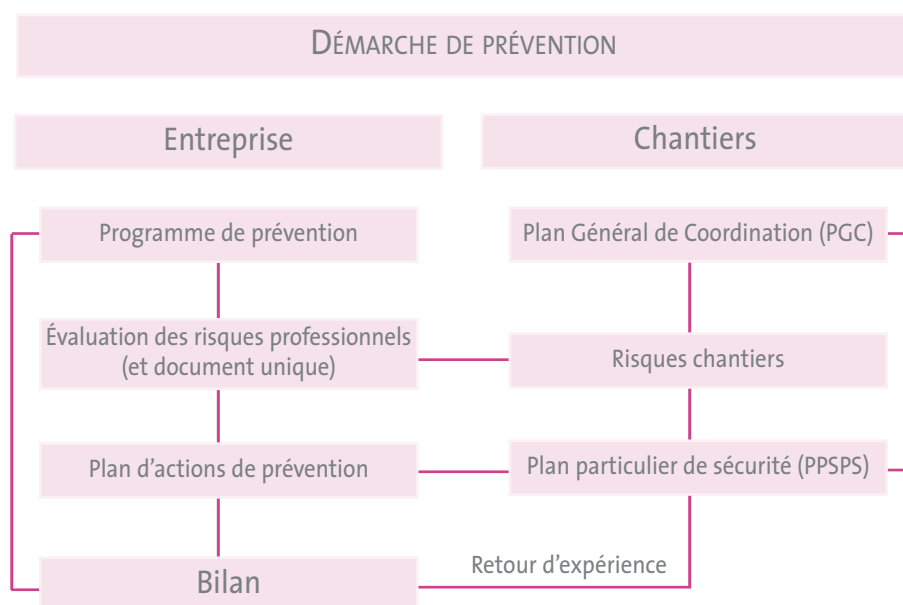 DÉMARCHE DE PRÉVENTION
Entreprise
Chantiers
Programme de prévention
Plan Général de Coordination (PGC)
Évaluation des risques professionnels
(et document unique)
Risques chantiers
Plan d’actions de prévention
Plan particulier de sécurité (PPSPS)
Retour d’expérience
Bilan